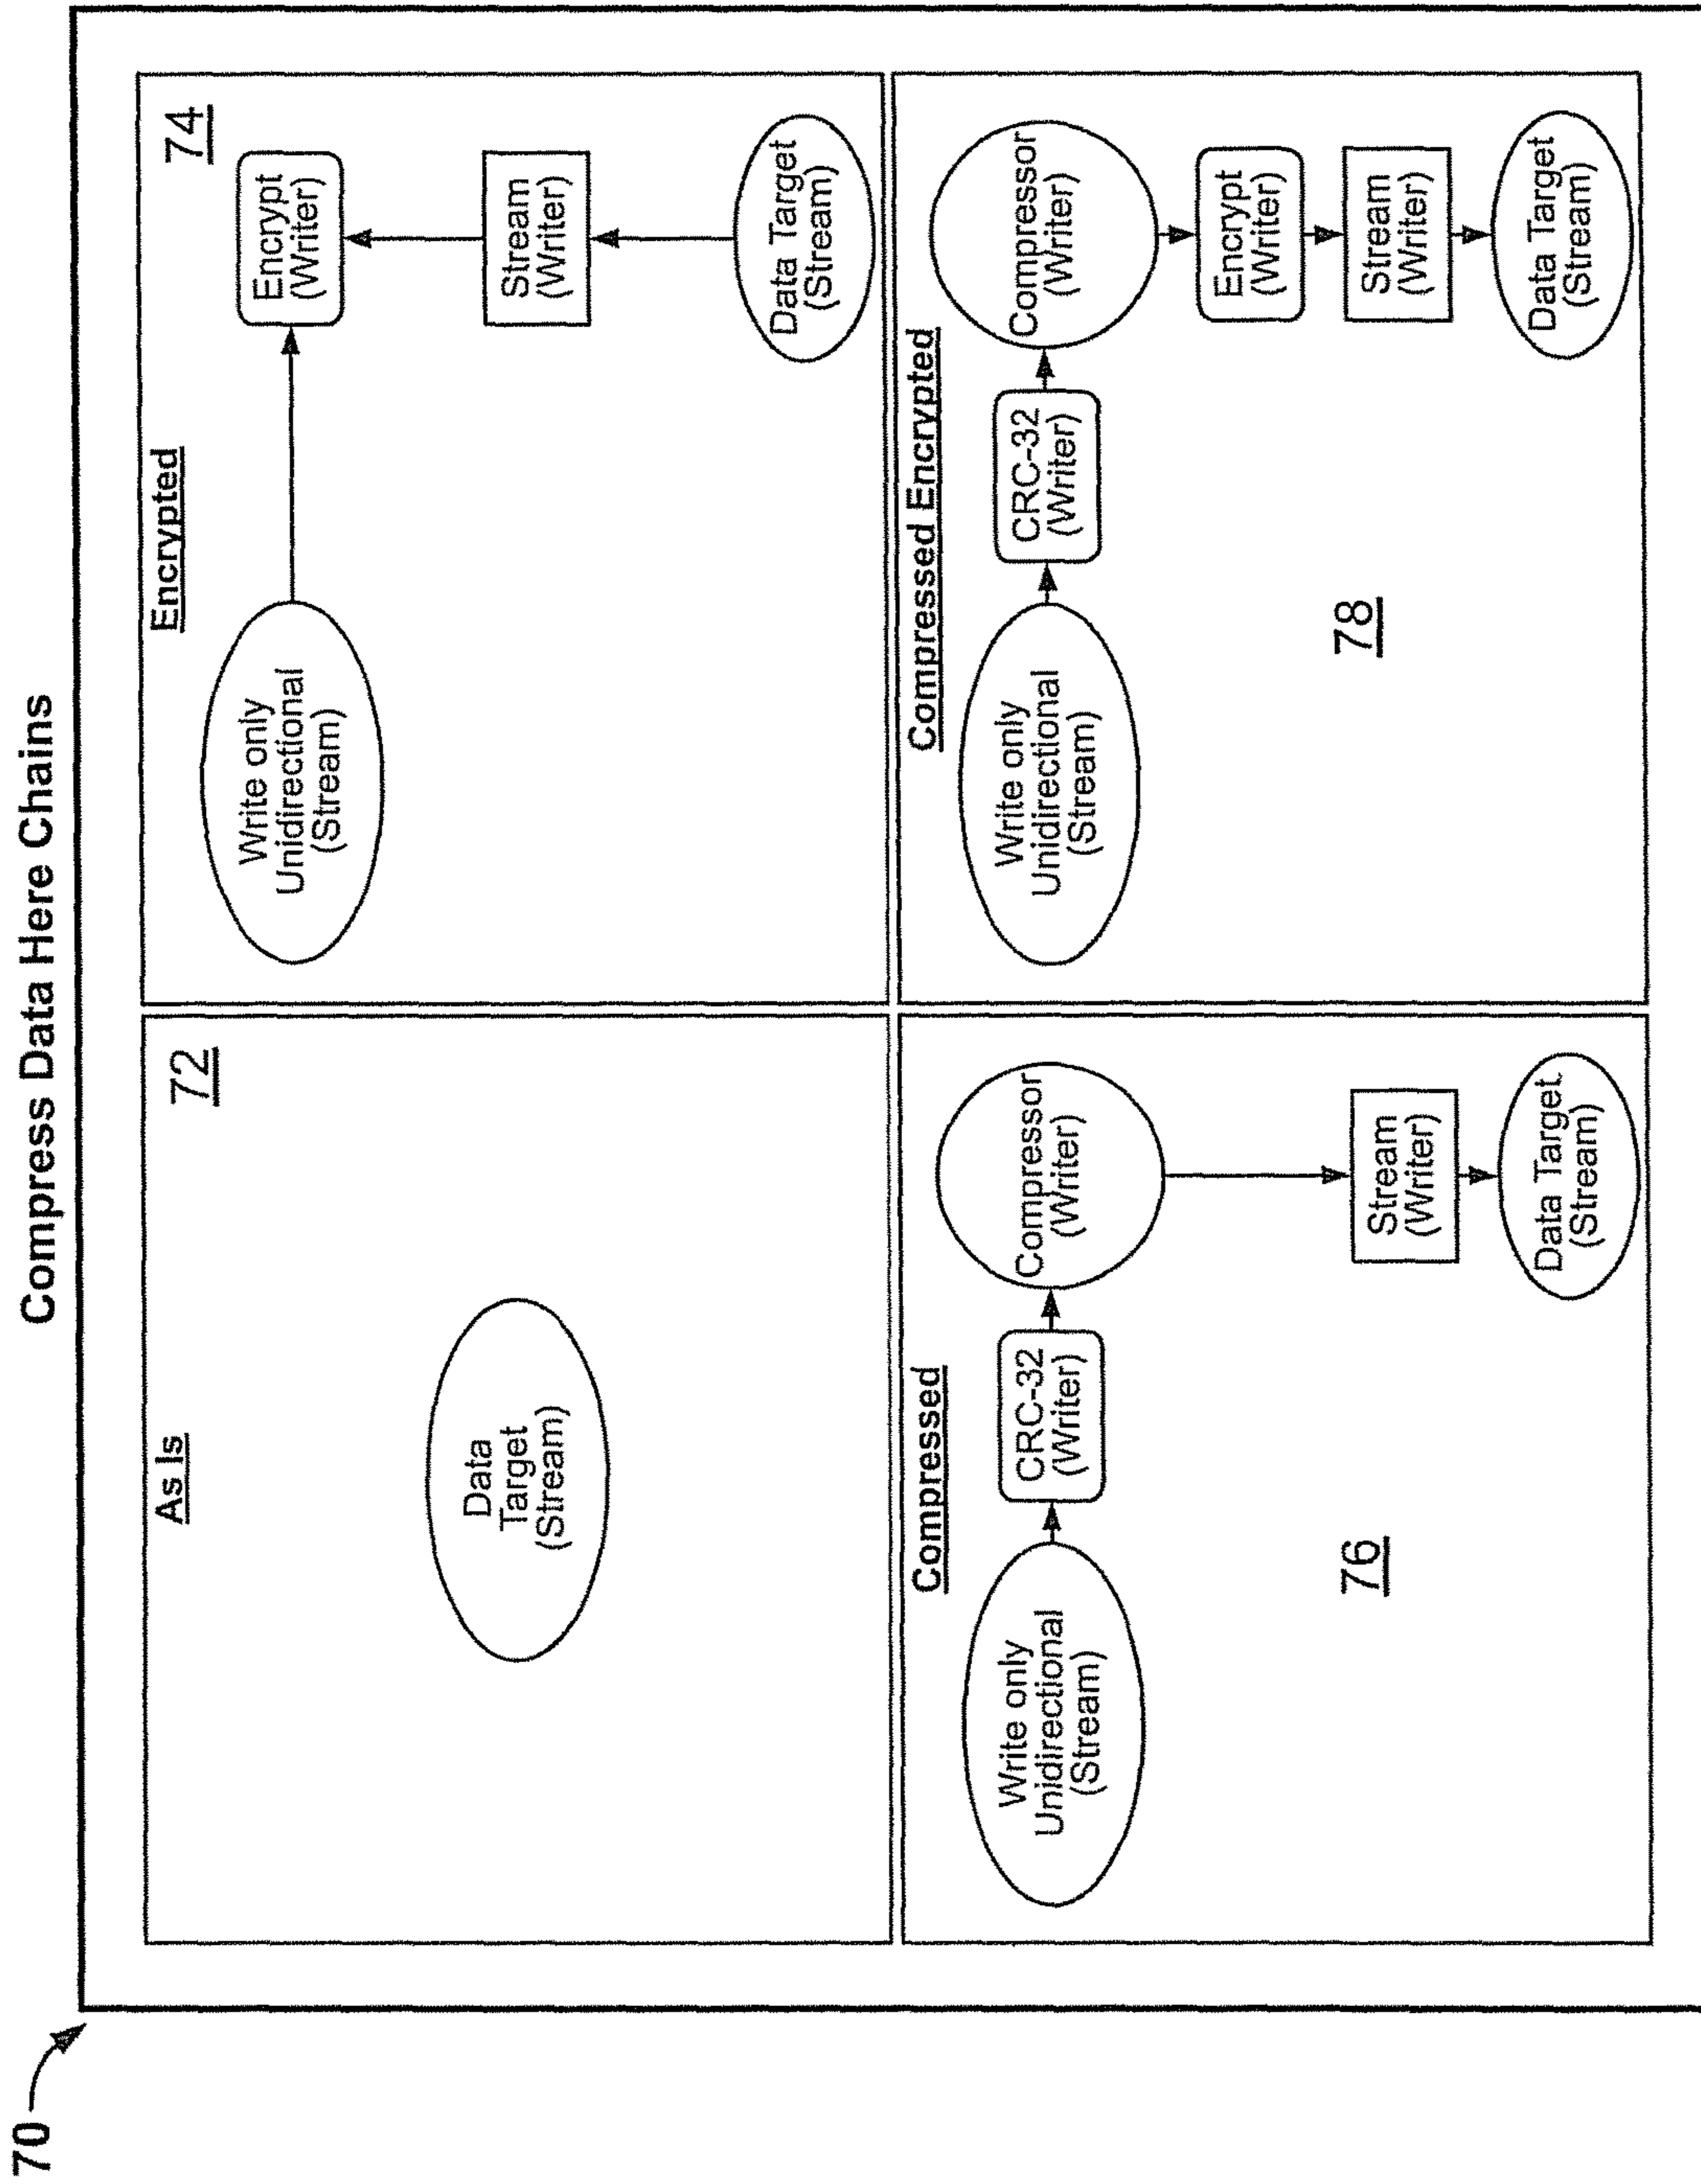 70
Compress Data Here Chains
As Is
72
Data
Target
(Stream)
Encrypted
74
Write only
Unidirectional
(Stream)
Encrypt
(Writer)
Stream
(Writer)
Data Target
(Stream)
Compressed
Write only
Unidirectional
(Stream)
CRC-32
(Writer)
Compressor
(Writer)
Stream
(Writer)
Data Target
(Stream)
76
Compressed Encrypted
Write only
Unidirectional
(Stream)
CRC-32
(Writer)
Compressor
(Writer)
Encrypt
(Writer)
Stream
(Writer)
Data Target
(Stream)
78